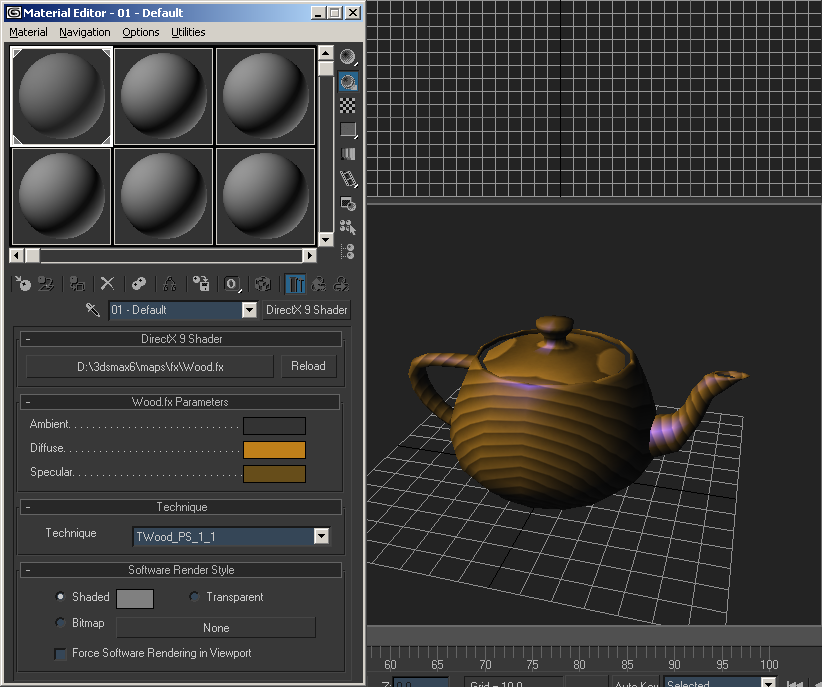 Material Editor - 01 - Default
Material Navigation Options Utilities
01 - Default
DirectX 9 Shader
- DirectX 9 Shader
D:\3dsmax6\maps\fx\Wood.fx
Reload
- Wood.fx Parameters
Ambient. . . . . . . . . . . . . . . . . . . . . . . . . . . . . .
Diffuse. . . . . . . . . . . . . . . . . . . . . . . . . . . . . .
Specular. . . . . . . . . . . . . . . . . . . . . . . . . . . . .
- Technique
Technique
TWood_PS_1_1
- Software Render Style
Shaded
Transparent
Bitmap
None
Force Software Rendering in Viewport
60 65 70 75 80 85 90 95 100
Z: 0.0 Grid = 10.0 Auto Key Selected